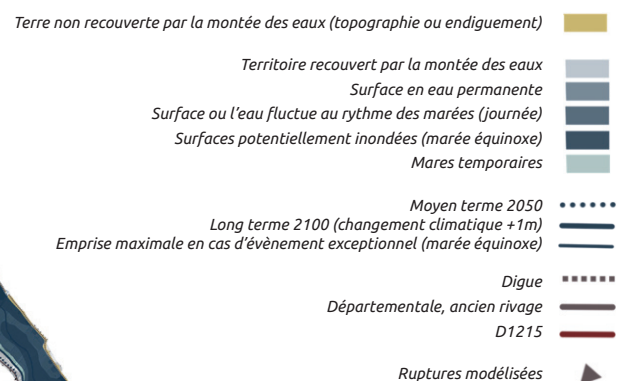 Terre non recouverte par la montée des eaux (topographie ou endiguement)
Territoire recouvert par la montée des eaux
Surface en eau permanente
Surface ou l'eau fluctue au rythme des marées (journée)
Surfaces potentiellement inondées (marée équinoxe)
Mares temporaires
Moyen terme 2050
Long terme 2100 (changement climatique +1m)
Emprise maximale en cas d'évènement exceptionnel (marée équinoxe)
Digue
Départementale, ancien rivage
D1215
Ruptures modélisées